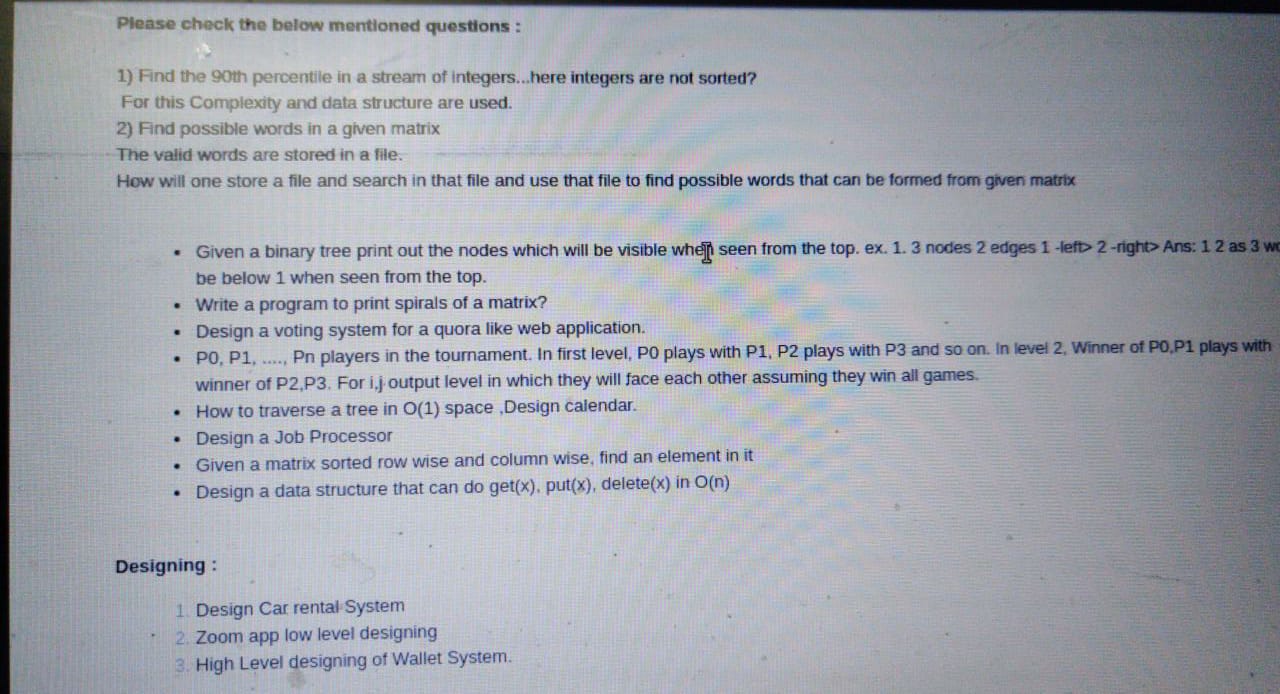 Please check the below mentioned questions :
1) Find the 90th percentile in a stream of integers...here integers are not sorted?
For this Complexity and data structure are used.
2) Find possible words in a given matrix
The valid words are stored in a file.
How will one store a file and search in that file and use that file to find possible words that can be formed from given matrix
• Given a binary tree print out the nodes which will be visible when seen from the top. ex. 1. 3 nodes 2 edges 1 -left> 2 -right> Ans: 1 2 as 3
be below 1 when seen from the top.
• Write a program to print spirals of a matrix?
• Design a voting system for a quora like web application.
• P0, P1, ...., Pn players in the tournament. In first level, P0 plays with P1, P2 plays with P3 and so on. In level 2, Winner of P0,P1 plays with
winner of P2,P3. For i,j output level in which they will face each other assuming they win all games.
• How to traverse a tree in O(1) space ,Design calendar.
• Design a Job Processor
• Given a matrix sorted row wise and column wise, find an element in it
• Design a data structure that can do get(x), put(x), delete(x) in O(n)
Designing :
1. Design Car rental System
2. Zoom app low level designing
3. High Level designing of Wallet System.